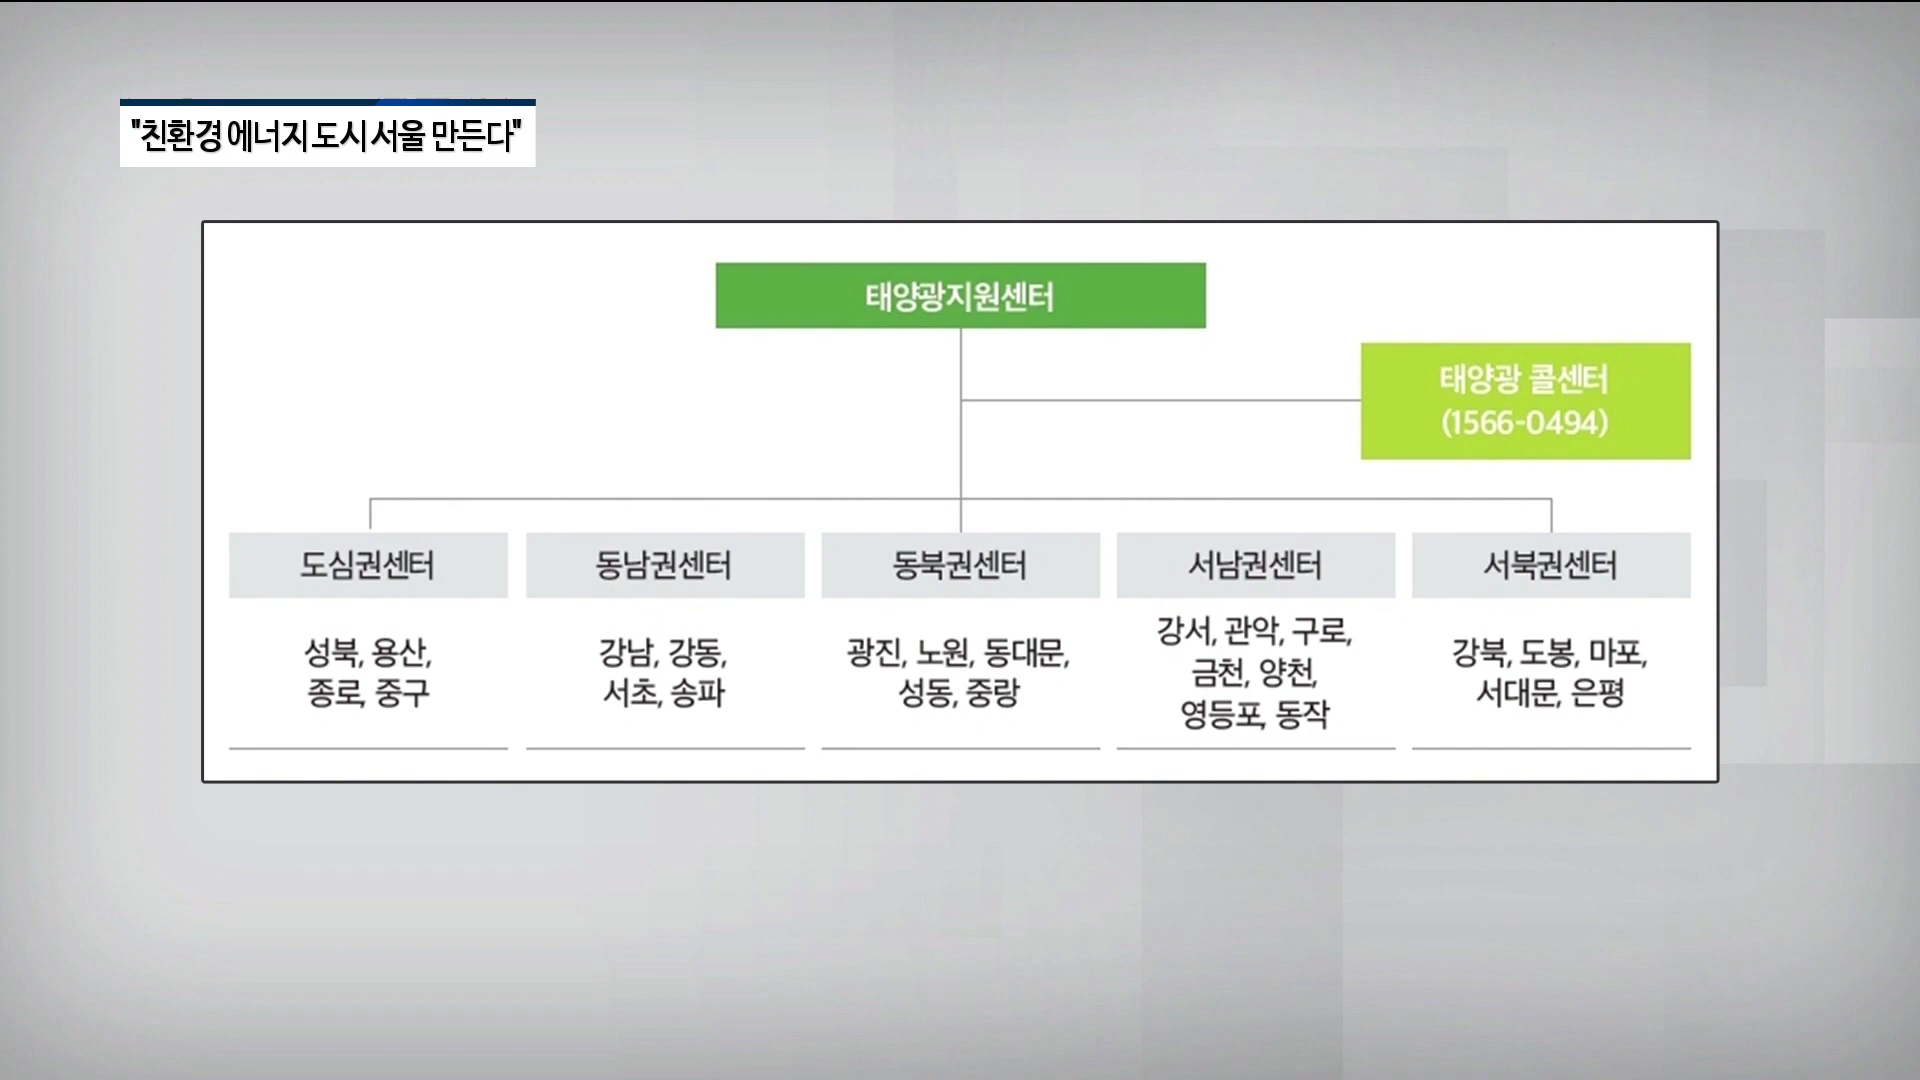 "친환경 에너지 도시 서울 만든다"
태양광지원센터
태양광 콜센터
(1566-0494)
도심권센터
성북, 용산,
종로, 중구
동남권센터
강남, 강동,
서초, 송파
동북권센터
광진, 노원, 동대문,
성동, 중랑
서남권센터
강서, 관악, 구로,
금천, 양천,
영등포, 동작
서북권센터
강북, 도봉, 마포,
서대문, 은평